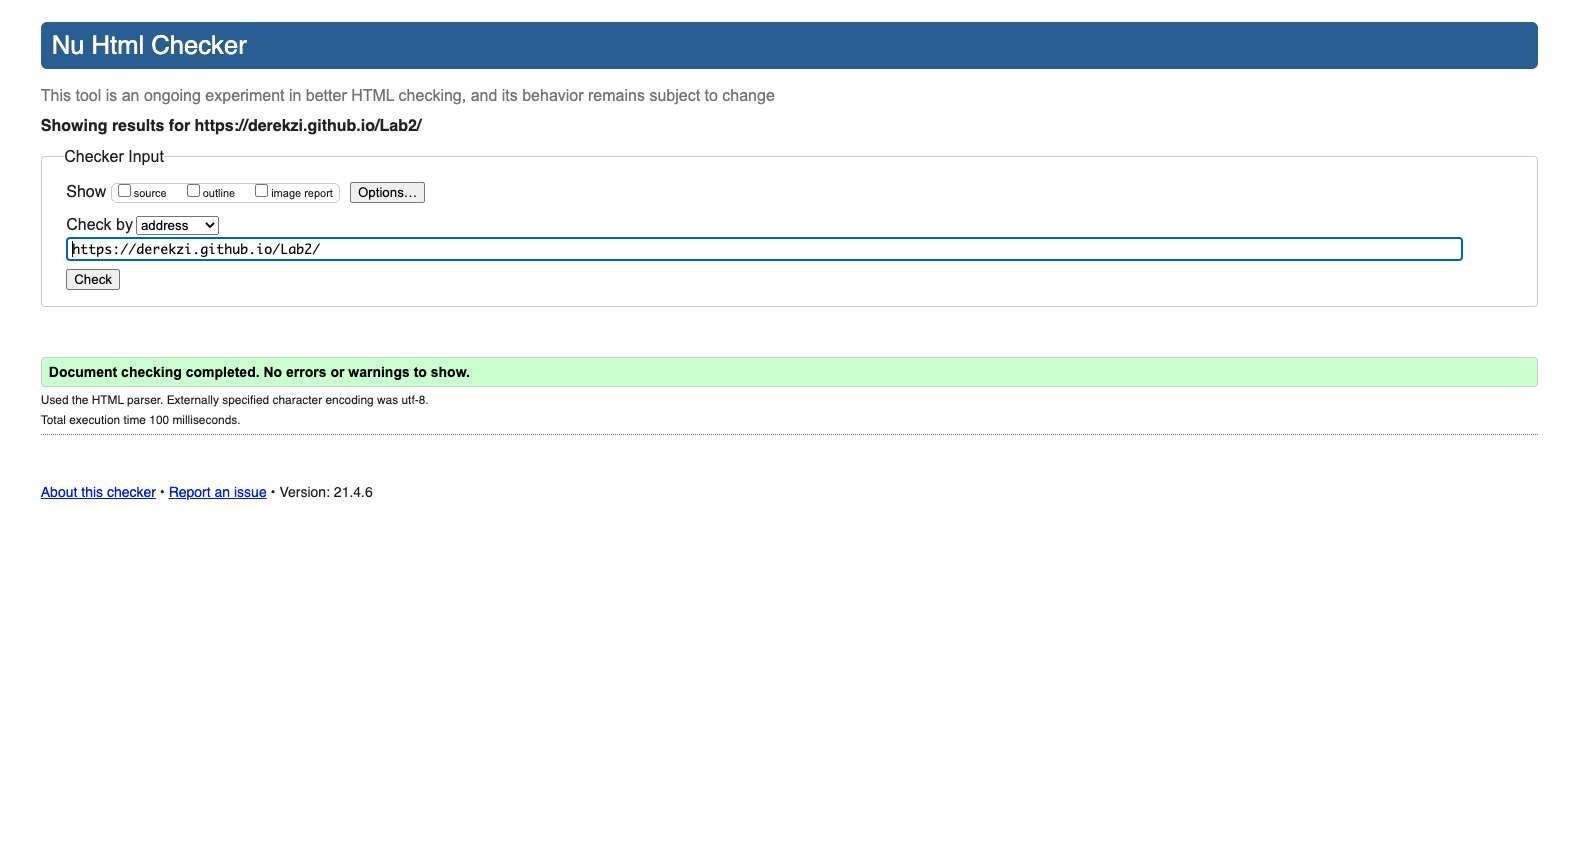 Nu Html Checker
This tool is an ongoing experiment in better HTML checking, and its behavior remains subject to change
Showing results for https://derekzi.github.io/Lab2/
Checker Input
Show source outline image report Options...
Check by address
https://derekzi.github.io/Lab2/
Check
Document checking completed. No errors or warnings to show.
Used the HTML parser. Externally specified character encoding was utf-8.
Total execution time 100 milliseconds.
About this checker • Report an issue • Version: 21.4.6